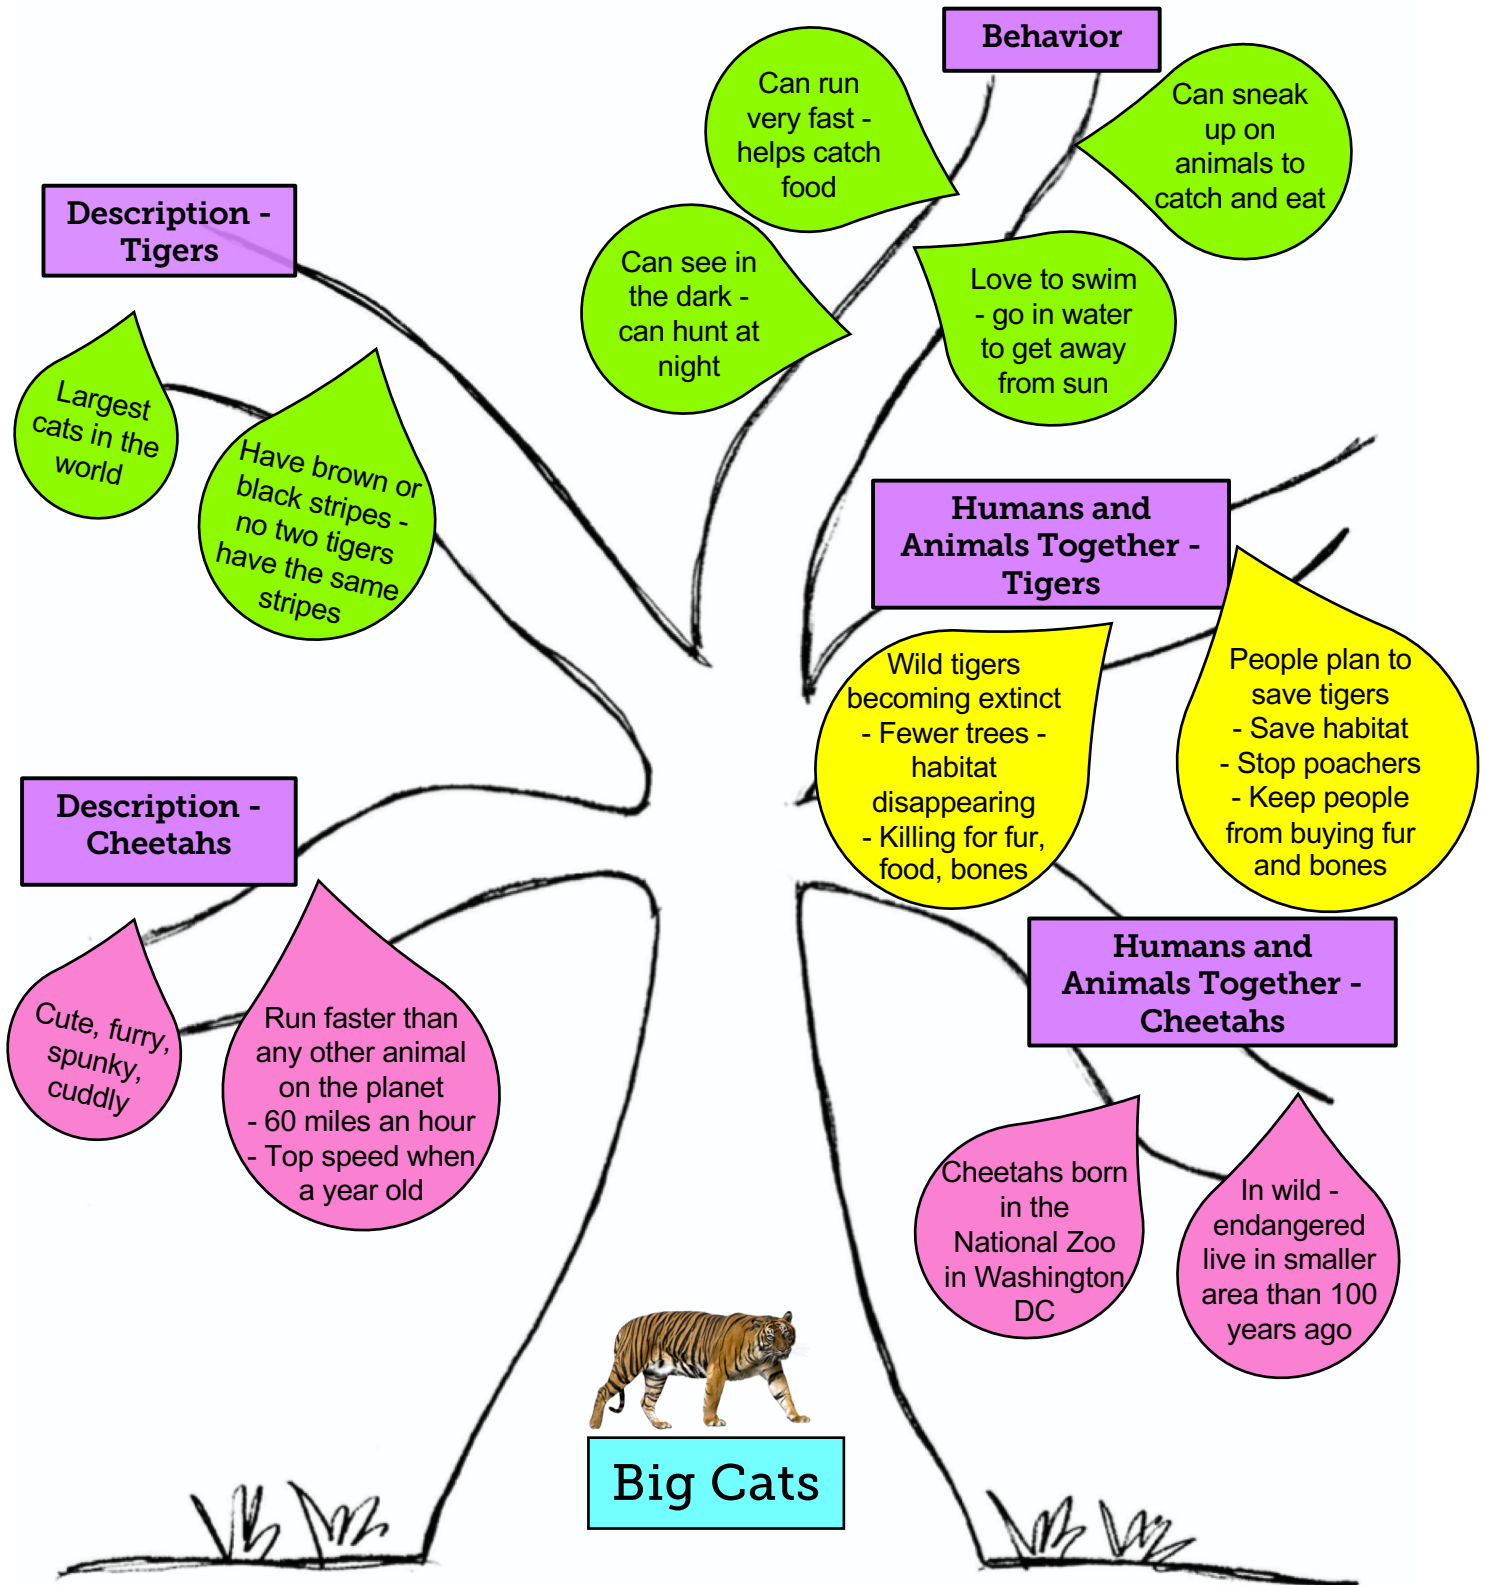 Behavior
Can run
very fast -
helps catch
food
Can sneak
up on
animals to
catch and eat
Can see in
the dark -
can hunt at
night
Love to swim
- go in water
to get away
from sun
Description -
Tigers
Largest
cats in the
world
Have brown or
black stripes -
no two tigers
have the same
stripes
Humans and
Animals Together -
Tigers
Wild tigers
becoming extinct
- Fewer trees -
habitat
disappearing
- Killing for fur,
food, bones
People plan to
save tigers
- Save habitat
- Stop poachers
- Keep people
from buying fur
and bones
Description -
Cheetahs
Cute, furry,
spunky,
cuddly
Run faster than
any other animal
on the planet
- 60 miles an hour
- Top speed when
a year old
Humans and
Animals Together -
Cheetahs
Cheetahs born
in the
National Zoo
in Washington
DC
In wild -
endangered
live in smaller
area than 100
years ago
Big Cats